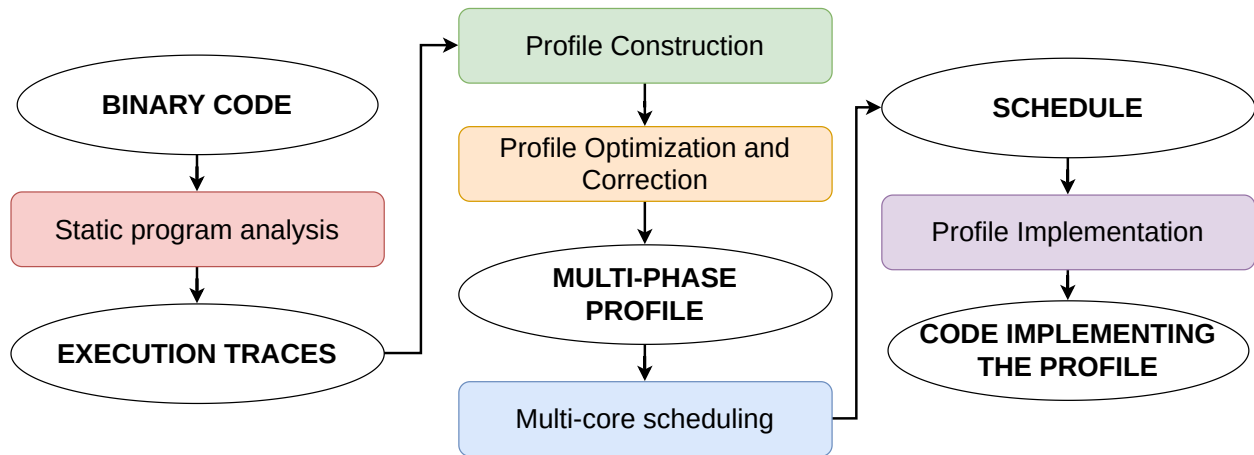 BINARY CODE
Static program analysis
EXECUTION TRACES
Profile Construction
Profile Optimization and
Correction
MULTI-PHASE
PROFILE
Multi-core scheduling
SCHEDULE
Profile Implementation
CODE IMPLEMENTING
THE PROFILE